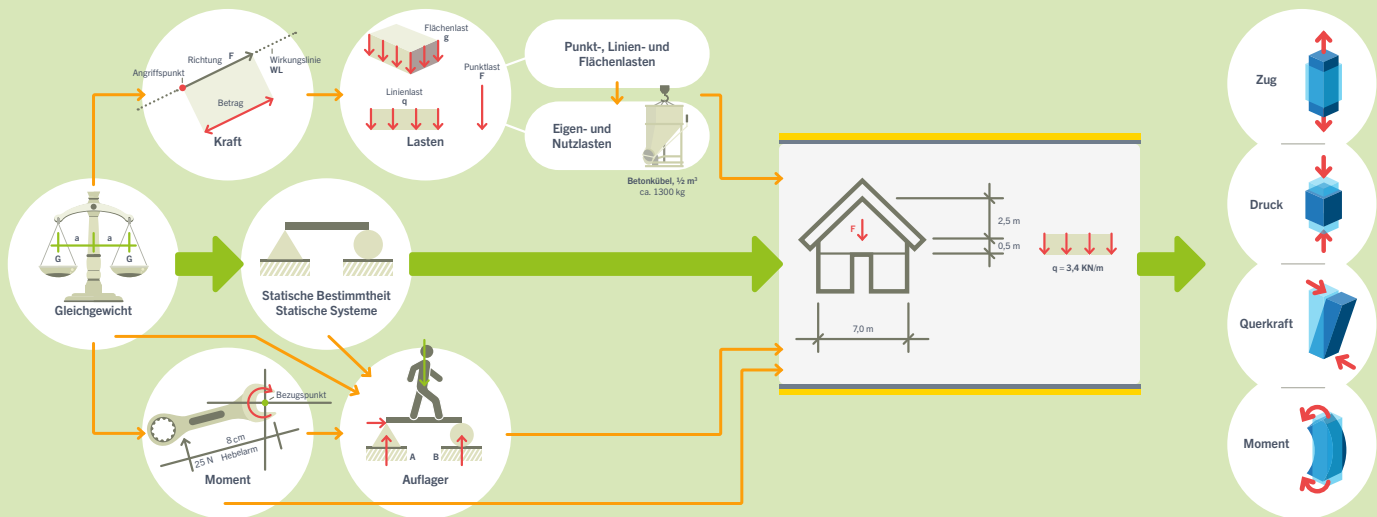 Richtung
F
Angriffspunkt
Wirkungslinie
WL
Betrag
Kraft
Flächenlast
g
Punktlast
F
Linienlast
q
Lasten
Punkt-, Linien- und
Flächenlasten
Eigen- und
Nutzlasten
Betonkübel, ½ m³
ca. 1300 kg
a
a
G
G
Gleichgewicht
Statische Bestimmtheit
Statische Systeme
Bezugspunkt
8 cm
25 N
Hebelarm
Moment
A
B
Auflager
F
2,5 m
0,5 m
7,0 m
q = 3,4 KN/m
Zug
Druck
Querkraft
Moment